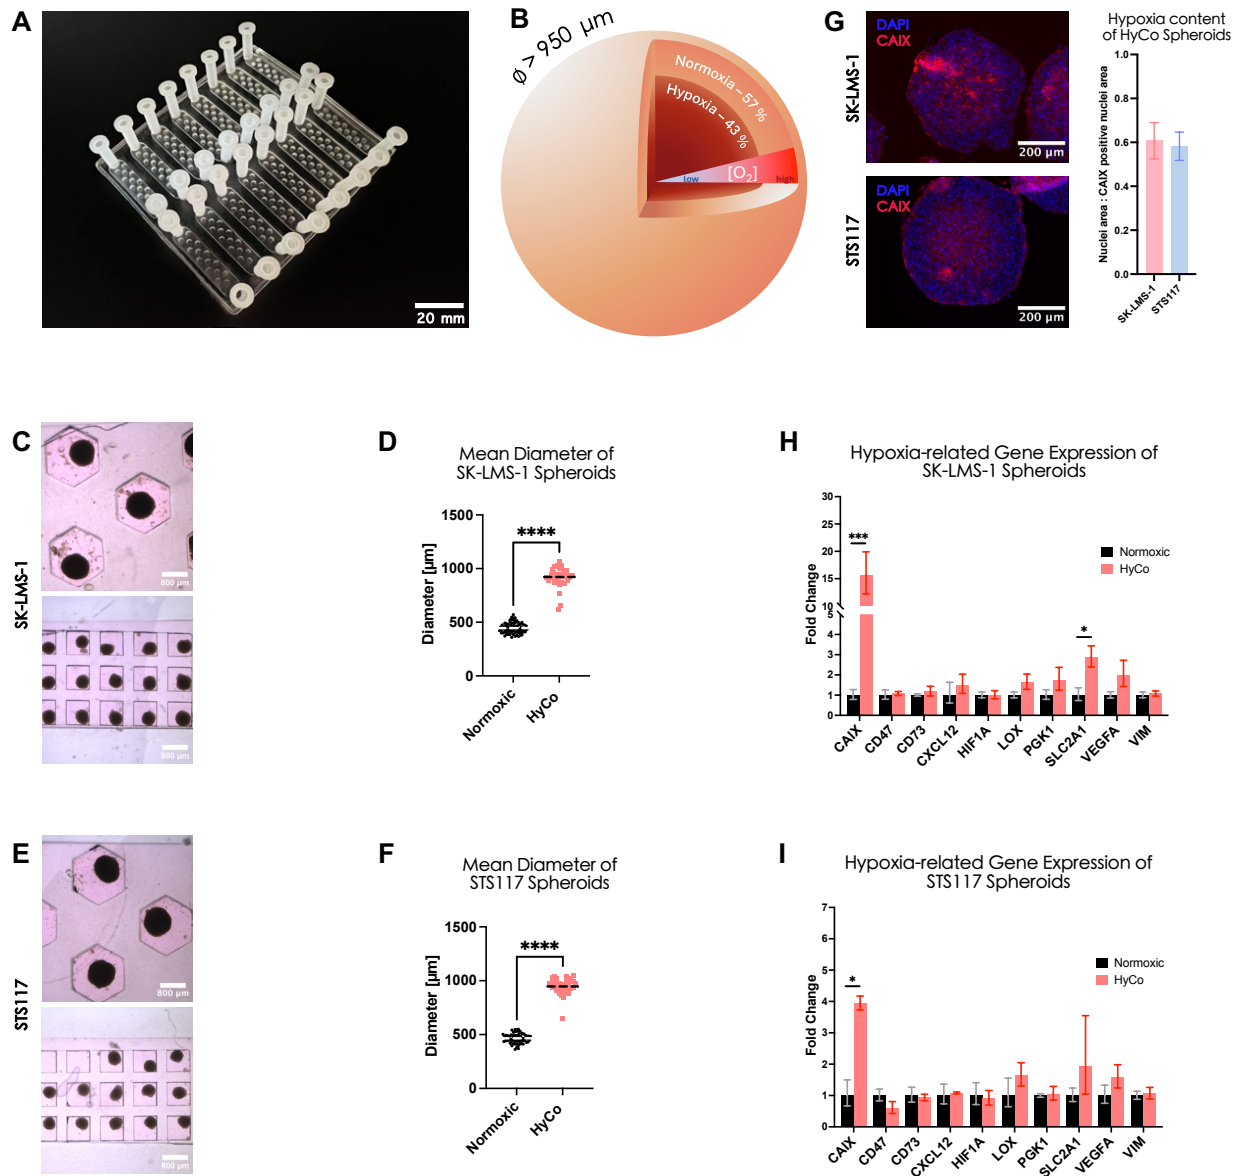 A
20 mm
B
Ø > 950 µm
Normoxia – 57 %
Hypoxia – 43 %
low
[O₂]
high
G
SK-LMS-1
DAPI
CAIX
200 µm
STS117
DAPI
CAIX
200 µm
Hypoxia content
of HyCo Spheroids
Nuclei area : CAIX positive nuclei area
1.0
0.8
0.6
0.4
0.2
0.0
SK-LMS-1
STS117
C
SK-LMS-1
800 µm
800 µm
D
Mean Diameter of
SK-LMS-1 Spheroids
Diameter [µm]
1500
1000
500
0
****
Normoxic
HyCo
H
Hypoxia-related Gene Expression of
SK-LMS-1 Spheroids
Fold Change
30
25
20
15
10
5
4
3
2
1
0
***
*
Normoxic
HyCo
CAIX
CD47
CD73
CXCL12
HIF1A
LOX
PGK1
SLC2A1
VEGFA
VIM
E
STS117
800 µm
800 µm
F
Mean Diameter of
STS117 Spheroids
Diameter [µm]
1500
1000
500
0
****
Normoxic
HyCo
I
Hypoxia-related Gene Expression of
STS117 Spheroids
Fold Change
7
6
5
4
3
2
1
0
*
Normoxic
HyCo
CAIX
CD47
CD73
CXCL12
HIF1A
LOX
PGK1
SLC2A1
VEGFA
VIM